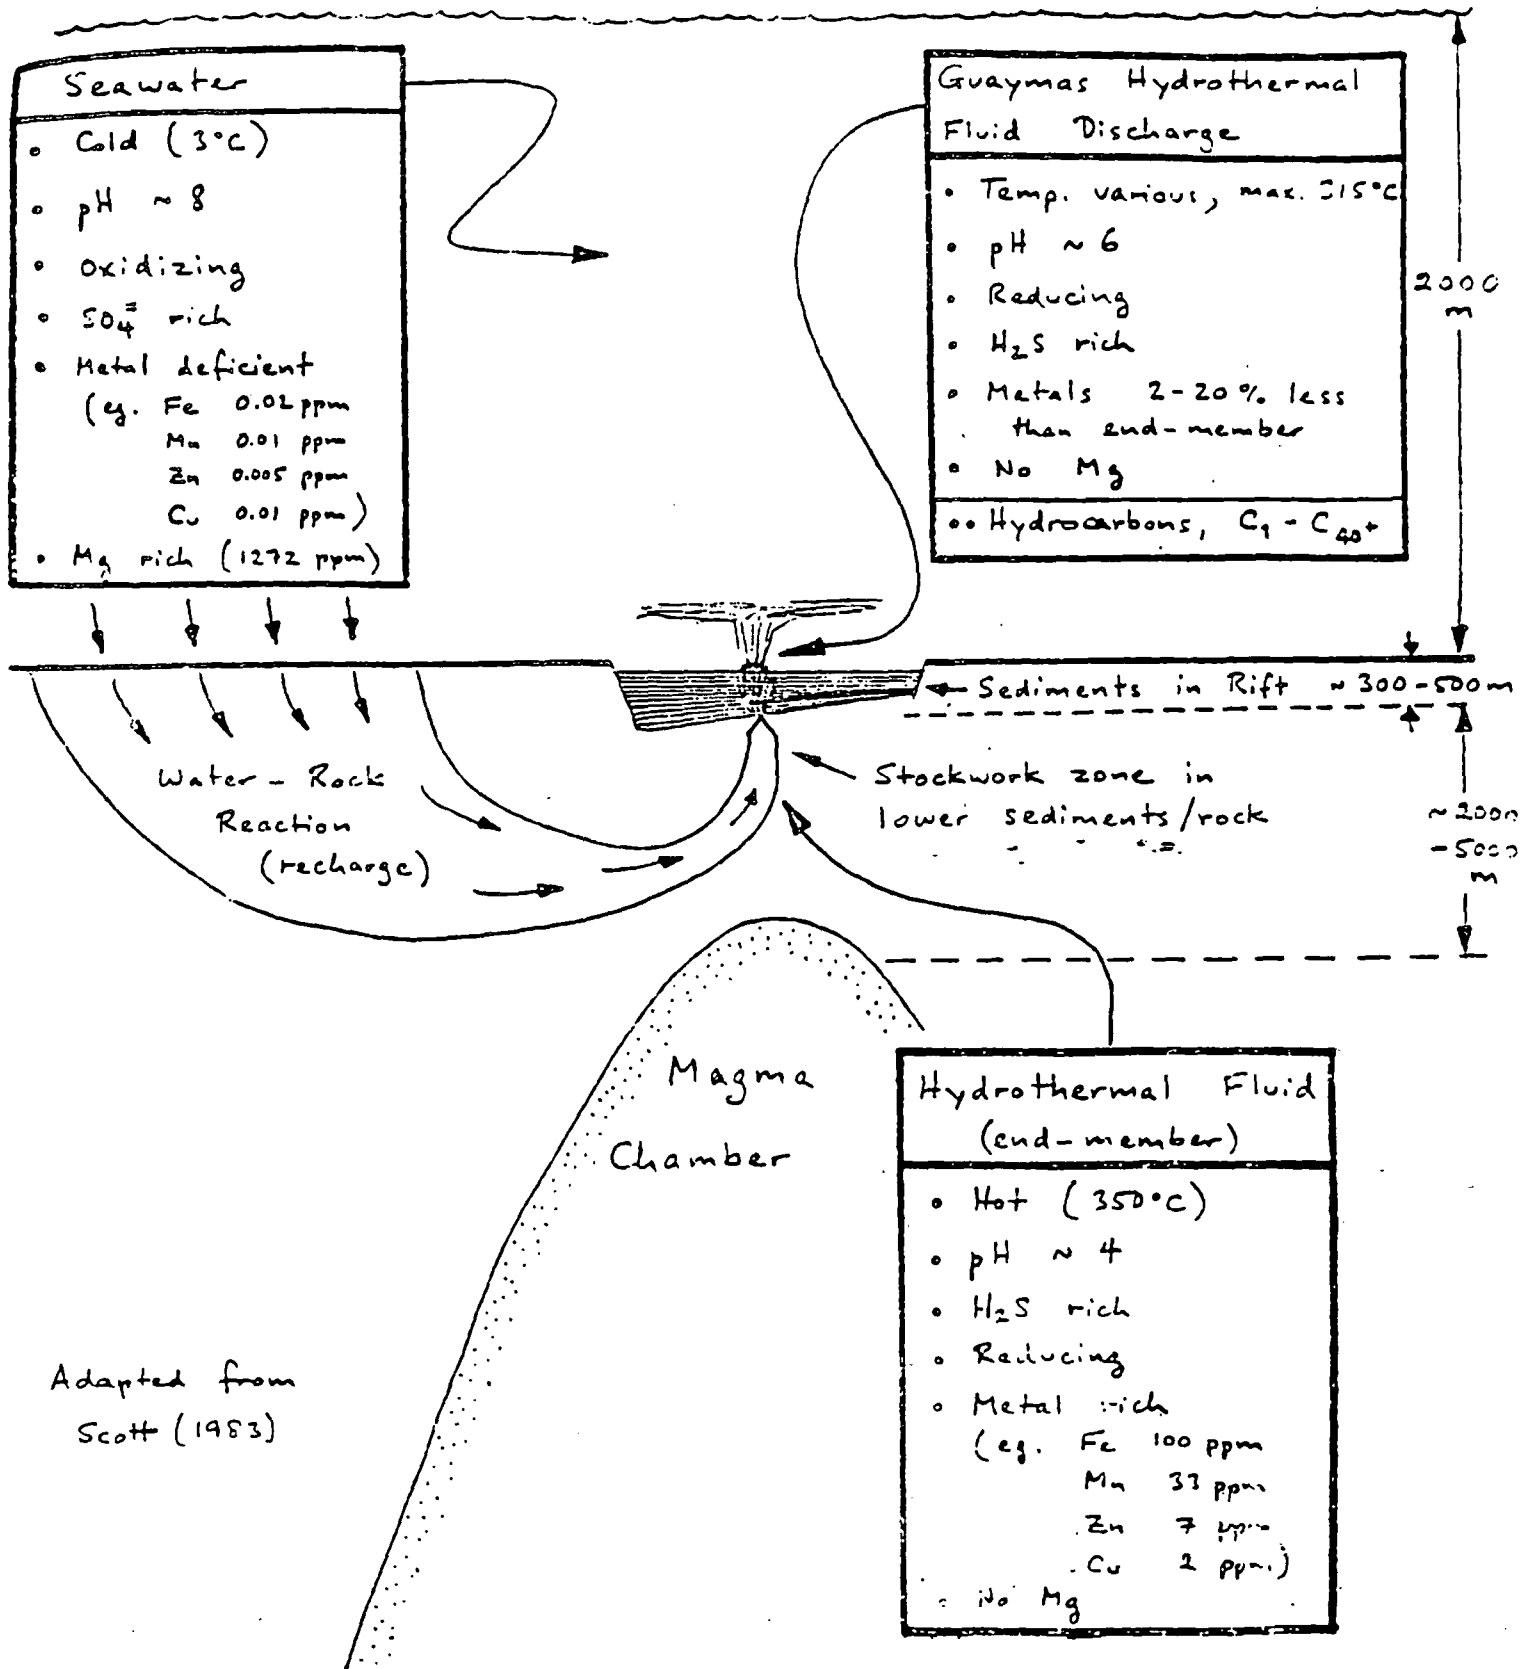 Seawater
• Cold (3°C)
• pH ~ 8
• Oxidizing
• SO₄⁼ rich
• Metal deficient
(eg. Fe 0.02 ppm
Mn 0.01 ppm
Zn 0.005 ppm
Cu 0.01 ppm)
• Mg rich (1272 ppm)
Guaymas Hydrothermal
Fluid Discharge
• Temp. various, max.
• pH ~ 6
• Reducing
• H₂S rich
• Metals 2-20% less
than end-member
• No Mg
•• Hydrocarbons, C₁ - C₄₀+
2000
m
Sediments in Rift ~ 300-500m
Water - Rock
Reaction
(recharge)
Stockwork zone in
lower sediments/rock
~2000
-5000
m
Magma
Chamber
Hydrothermal Fluid
(end-member)
• Hot (350°C)
• pH ~ 4
• H₂S rich
• Reducing
• Metal rich
(eg. Fe 100 ppm
Mn 33 ppm
Zn 7 ppm
Cu 2 ppm)
• No Mg
Adapted from
Scott (1983)